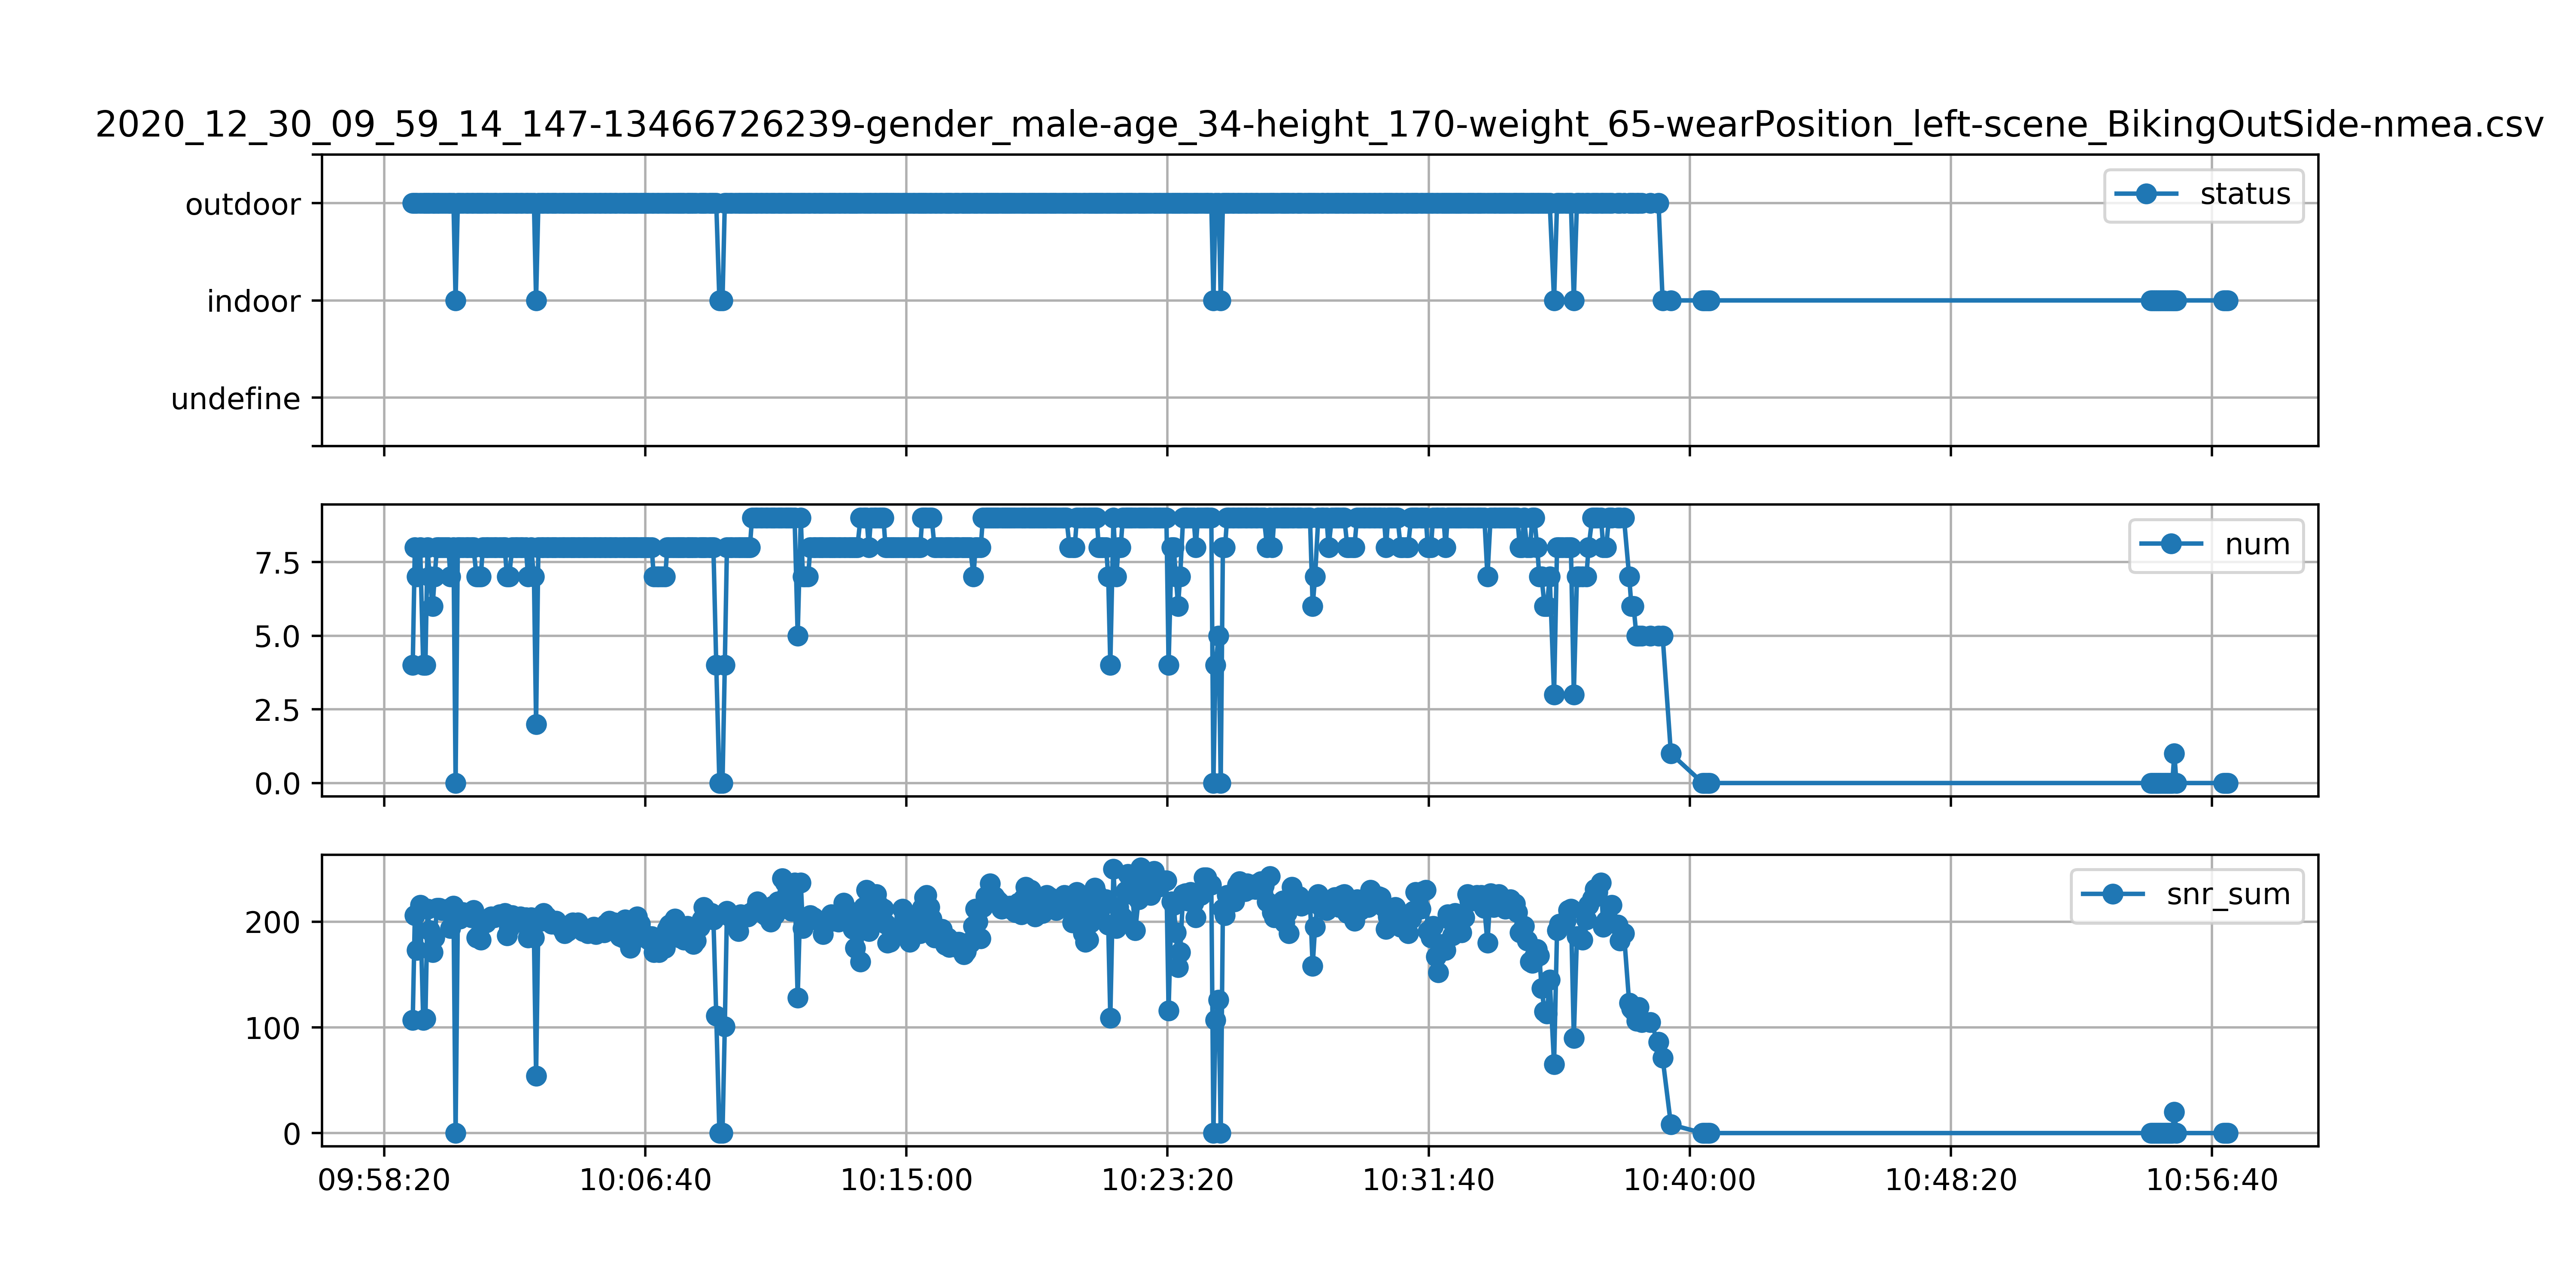 2020_12_30_09_59_14_147-13466726239-gender_male-age_34-height_170-weight_65-wearPosition_left-scene_BikingOutSide-nmea.csv
outdoor
indoor
undefine
status
7.5
5.0
2.5
0.0
num
200
100
0
snr_sum
09:58:20 10:06:40 10:15:00 10:23:20 10:31:40 10:40:00 10:48:20 10:56:40